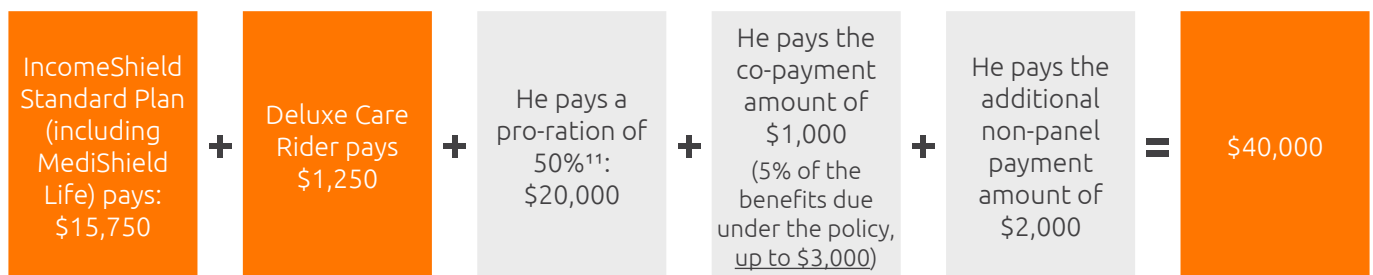 IncomeShield
Standard Plan
(including
MediShield
Life) pays:
$15,750
+
Deluxe Care
Rider pays
$1,250
+
He pays a
pro-ration of
50%¹¹:
$20,000
+
He pays the
co-payment
amount of
$1,000
(5% of the
benefits due
under the policy,
up to $3,000)
+
He pays the
additional
non-panel
payment
amount of
$2,000
=
$40,000